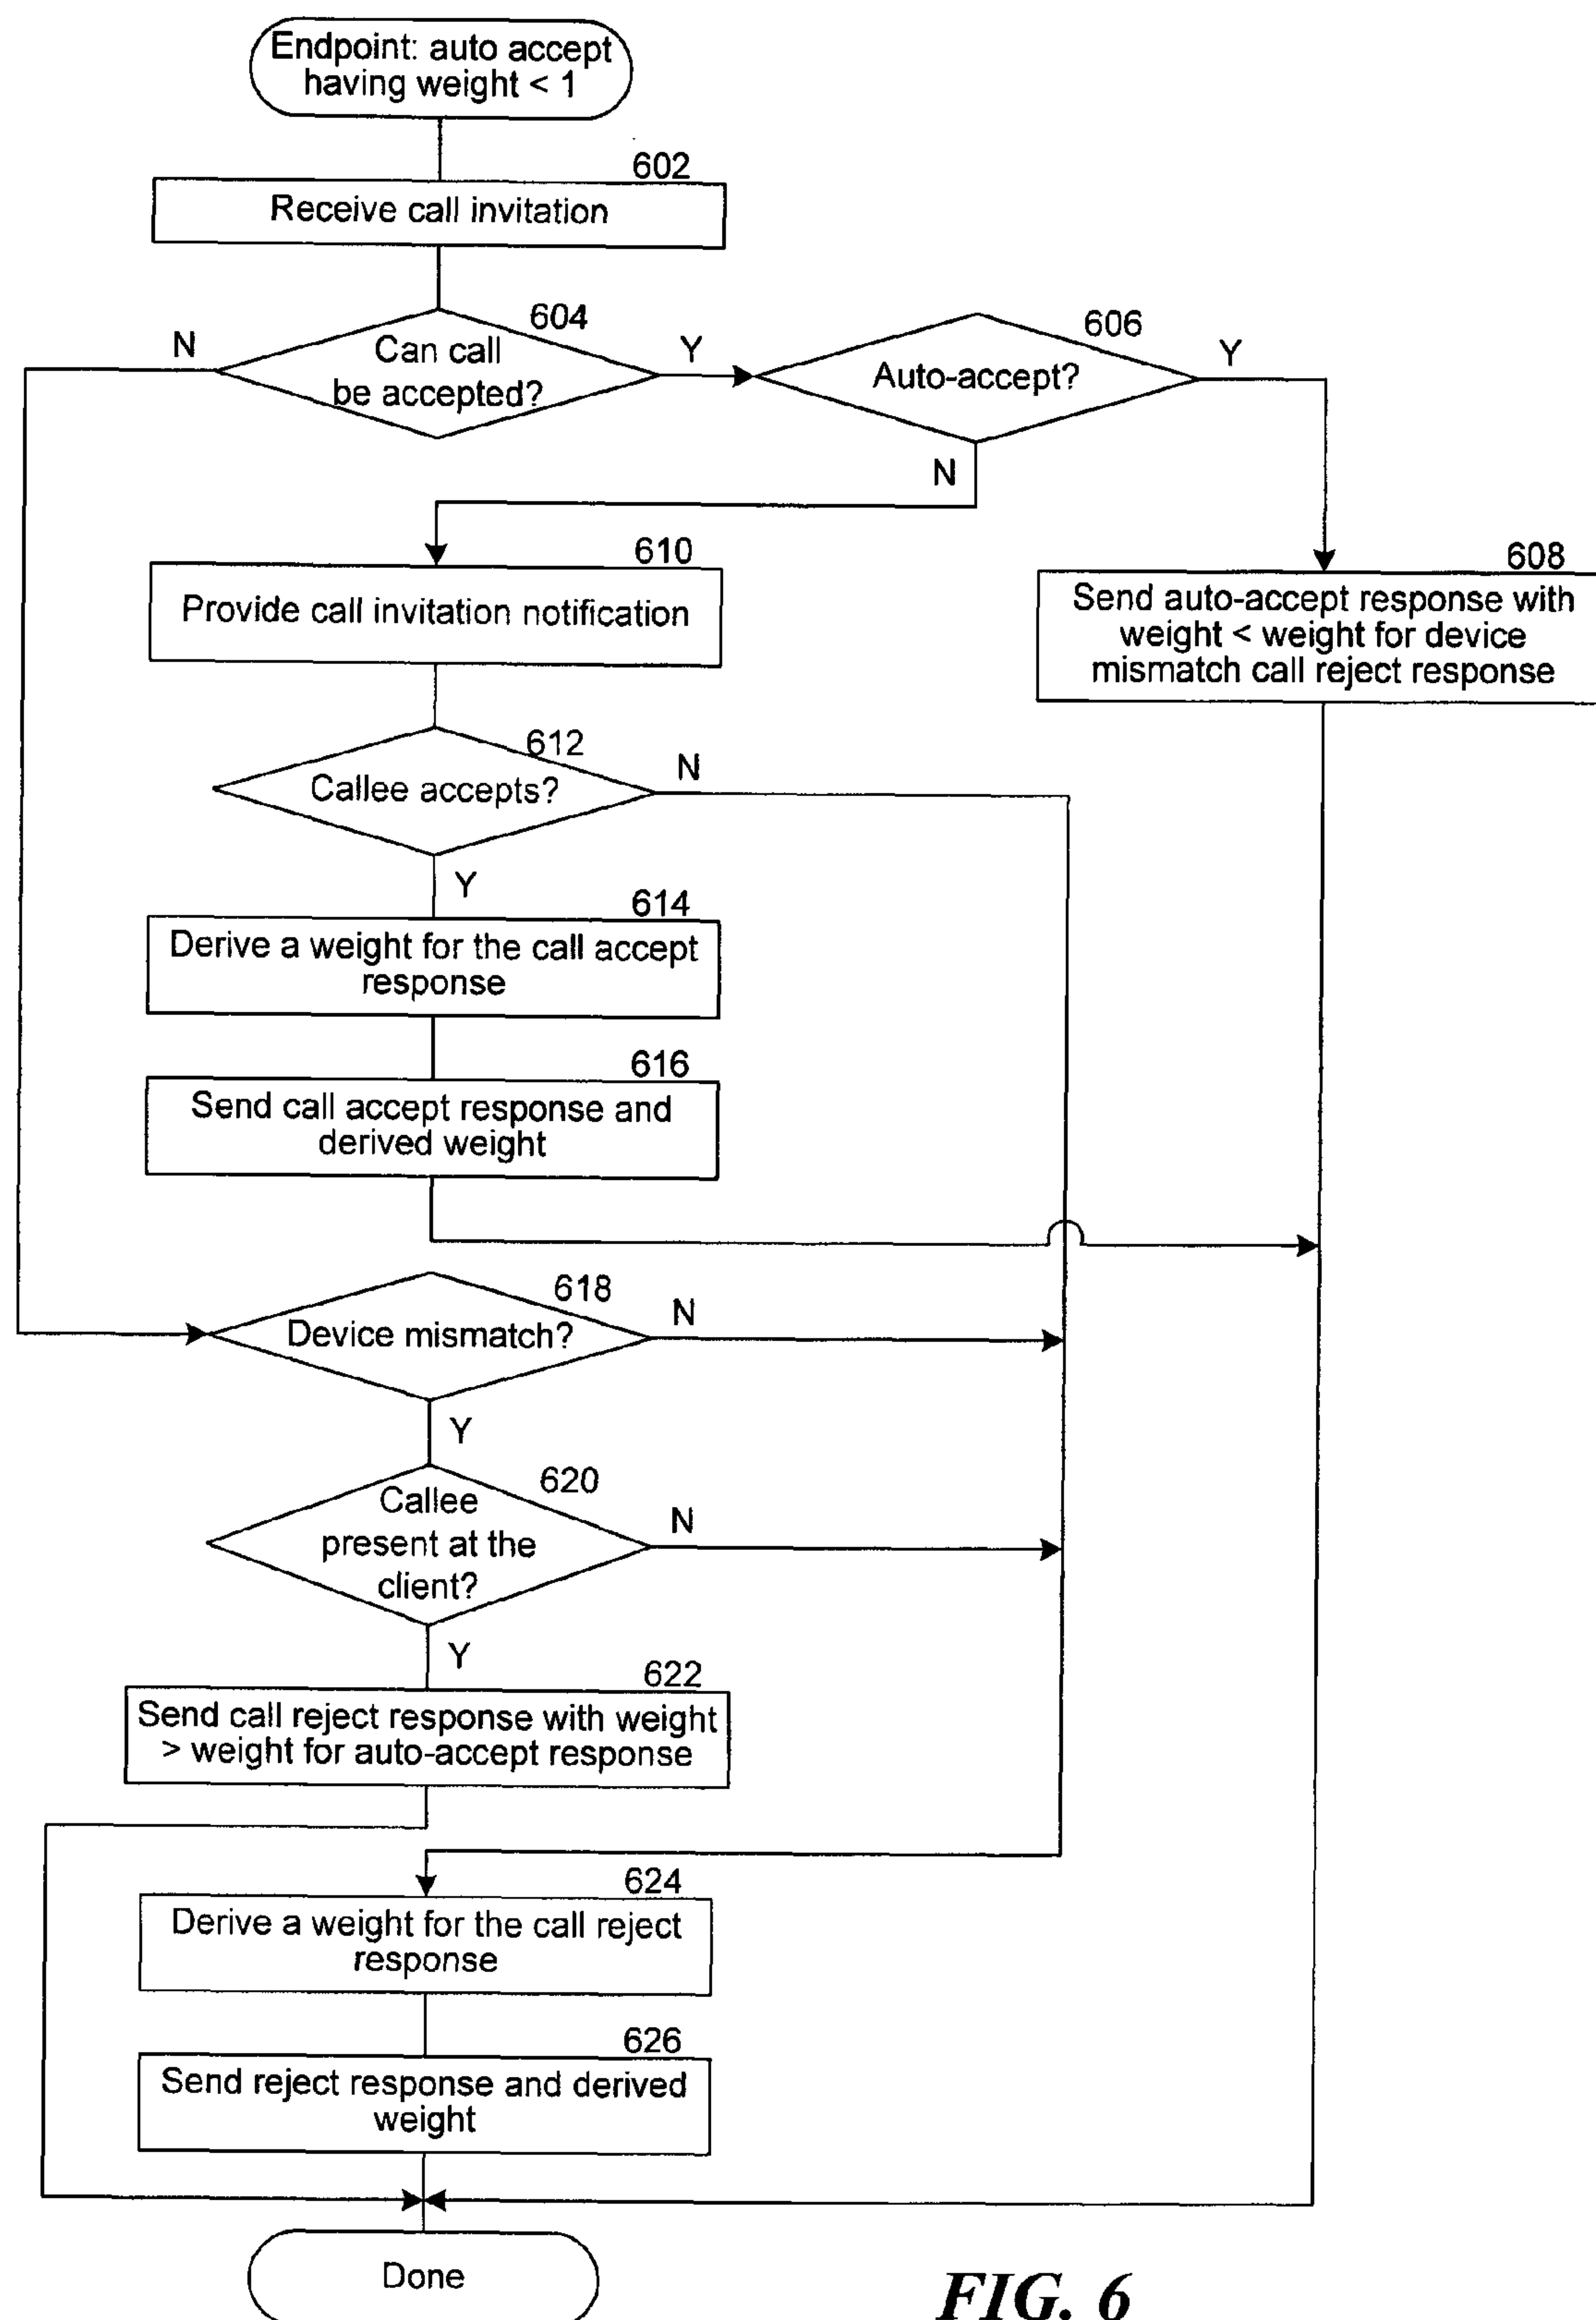 Endpoint: auto accept
having weight < 1
602
Receive call invitation
604
Can call
be accepted?
N
Y
606
Auto-accept?
Y
N
608
Send auto-accept response with
weight < weight for device
mismatch call reject response
610
Provide call invitation notification
612
Callee accepts?
N
Y
614
Derive a weight for the call accept
response
616
Send call accept response and
derived weight
618
Device mismatch?
N
Y
620
Callee
present at the
client?
N
Y
622
Send call reject response with weight
> weight for auto-accept response
624
Derive a weight for the call reject
response
626
Send reject response and derived
weight
Done
FIG. 6